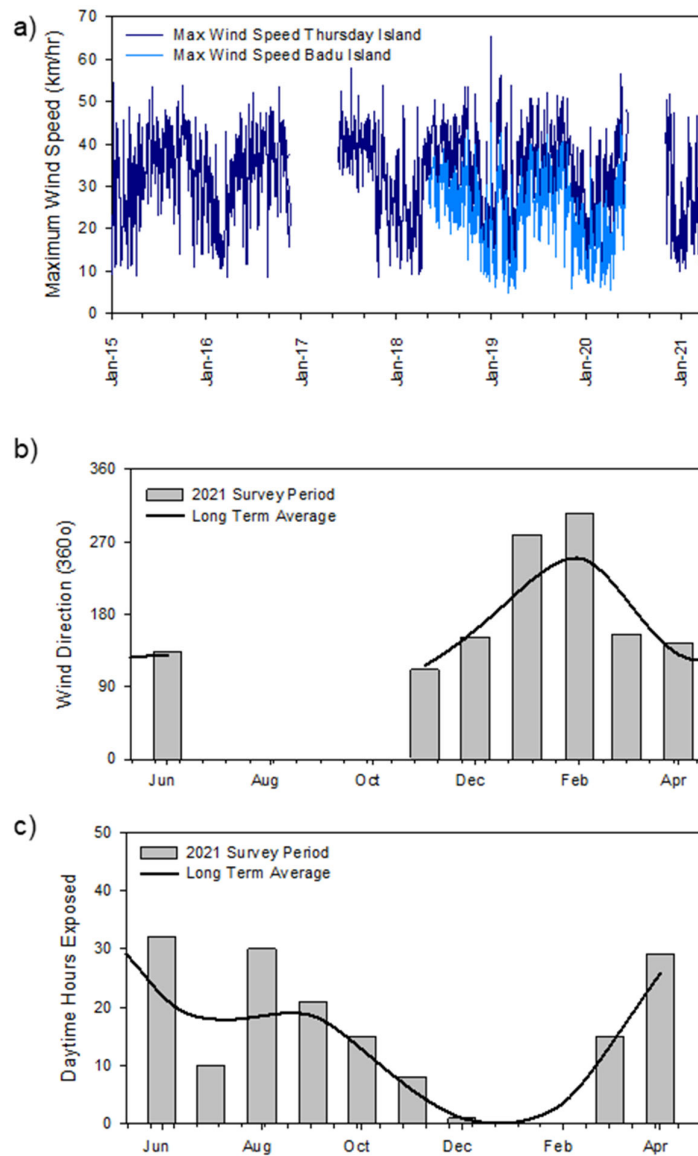 a)
70
Max Wind Speed Thursday Island
60
Max Wind Speed Badu Island
50
40
30
20
10
0
Maximum Wind Speed (km/hr)
Jan-15
Jan-16
Jan-17
Jan-18
Jan-19
Jan-20
Jan-21
b)
360
2021 Survey Period
Long Term Average
270
180
90
0
Wind Direction (360o)
Jun
Aug
Oct
Dec
Feb
Apr
c)
50
2021 Survey Period
Long Term Average
40
30
20
10
0
Daytime Hours Exposed
Jun
Aug
Oct
Dec
Feb
Apr